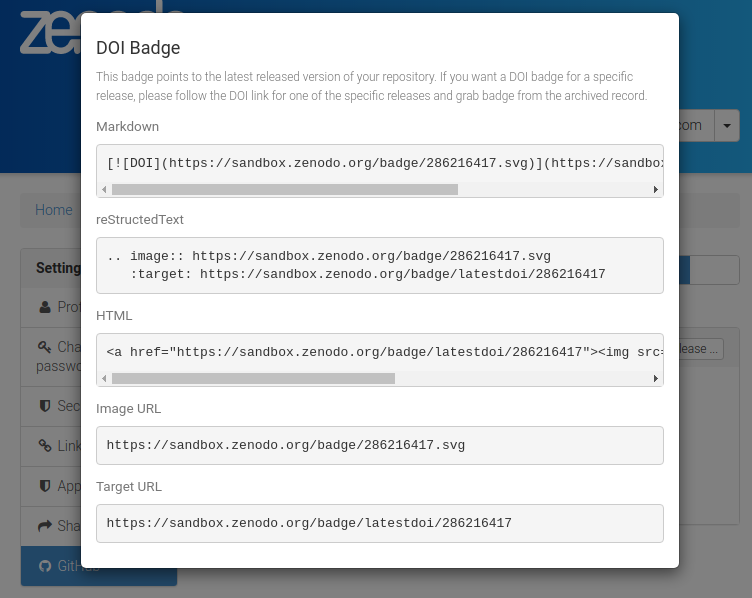 zenodo
DOI Badge
This badge points to the latest released version of your repository. If you want a DOI badge for a specific
release, please follow the DOI link for one of the specific releases and grab badge from the archived record.
Markdown
[![DOI](https://sandbox.zenodo.org/badge/286216417.svg)](https://sandbox
reStructedText
.. image:: https://sandbox.zenodo.org/badge/286216417.svg
:target: https://sandbox.zenodo.org/badge/latestdoi/286216417
HTML
<a href="https://sandbox.zenodo.org/badge/latestdoi/286216417"><img src=
Image URL
https://sandbox.zenodo.org/badge/286216417.svg
Target URL
https://sandbox.zenodo.org/badge/latestdoi/286216417
.com
Home
Setting
Prof
Cha
passwo
Sec
Link
App
Sha
GitHub
lease ...